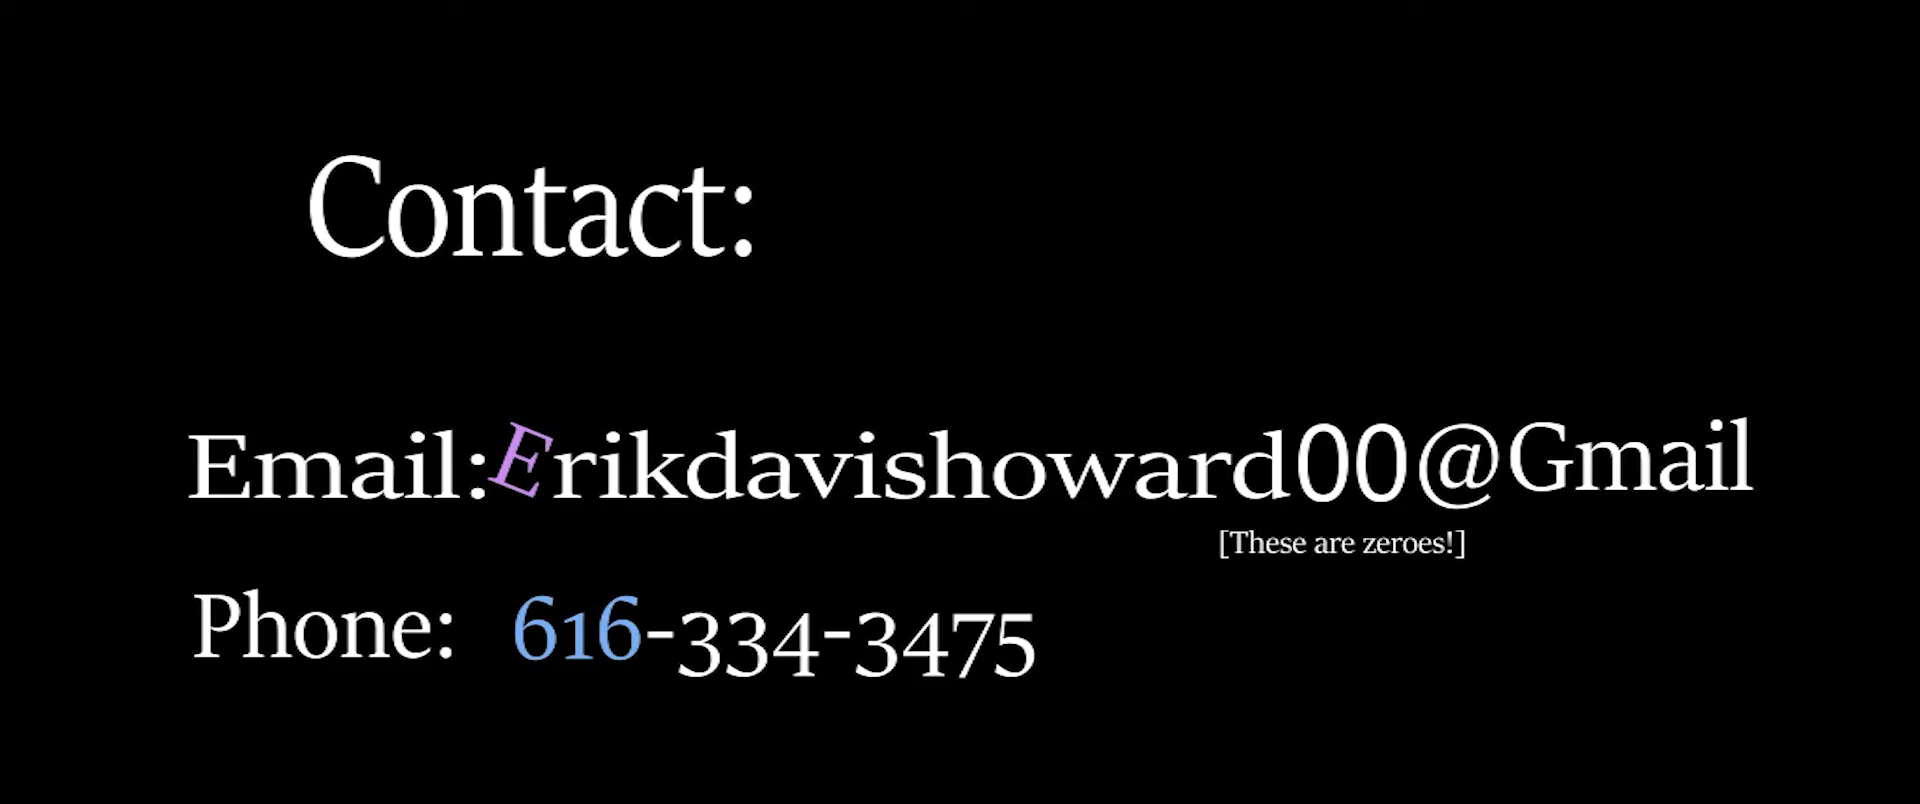 Contact:
Email:Erikdavishoward00@Gmail
[These are zeroes!]
Phone: 616-334-3475